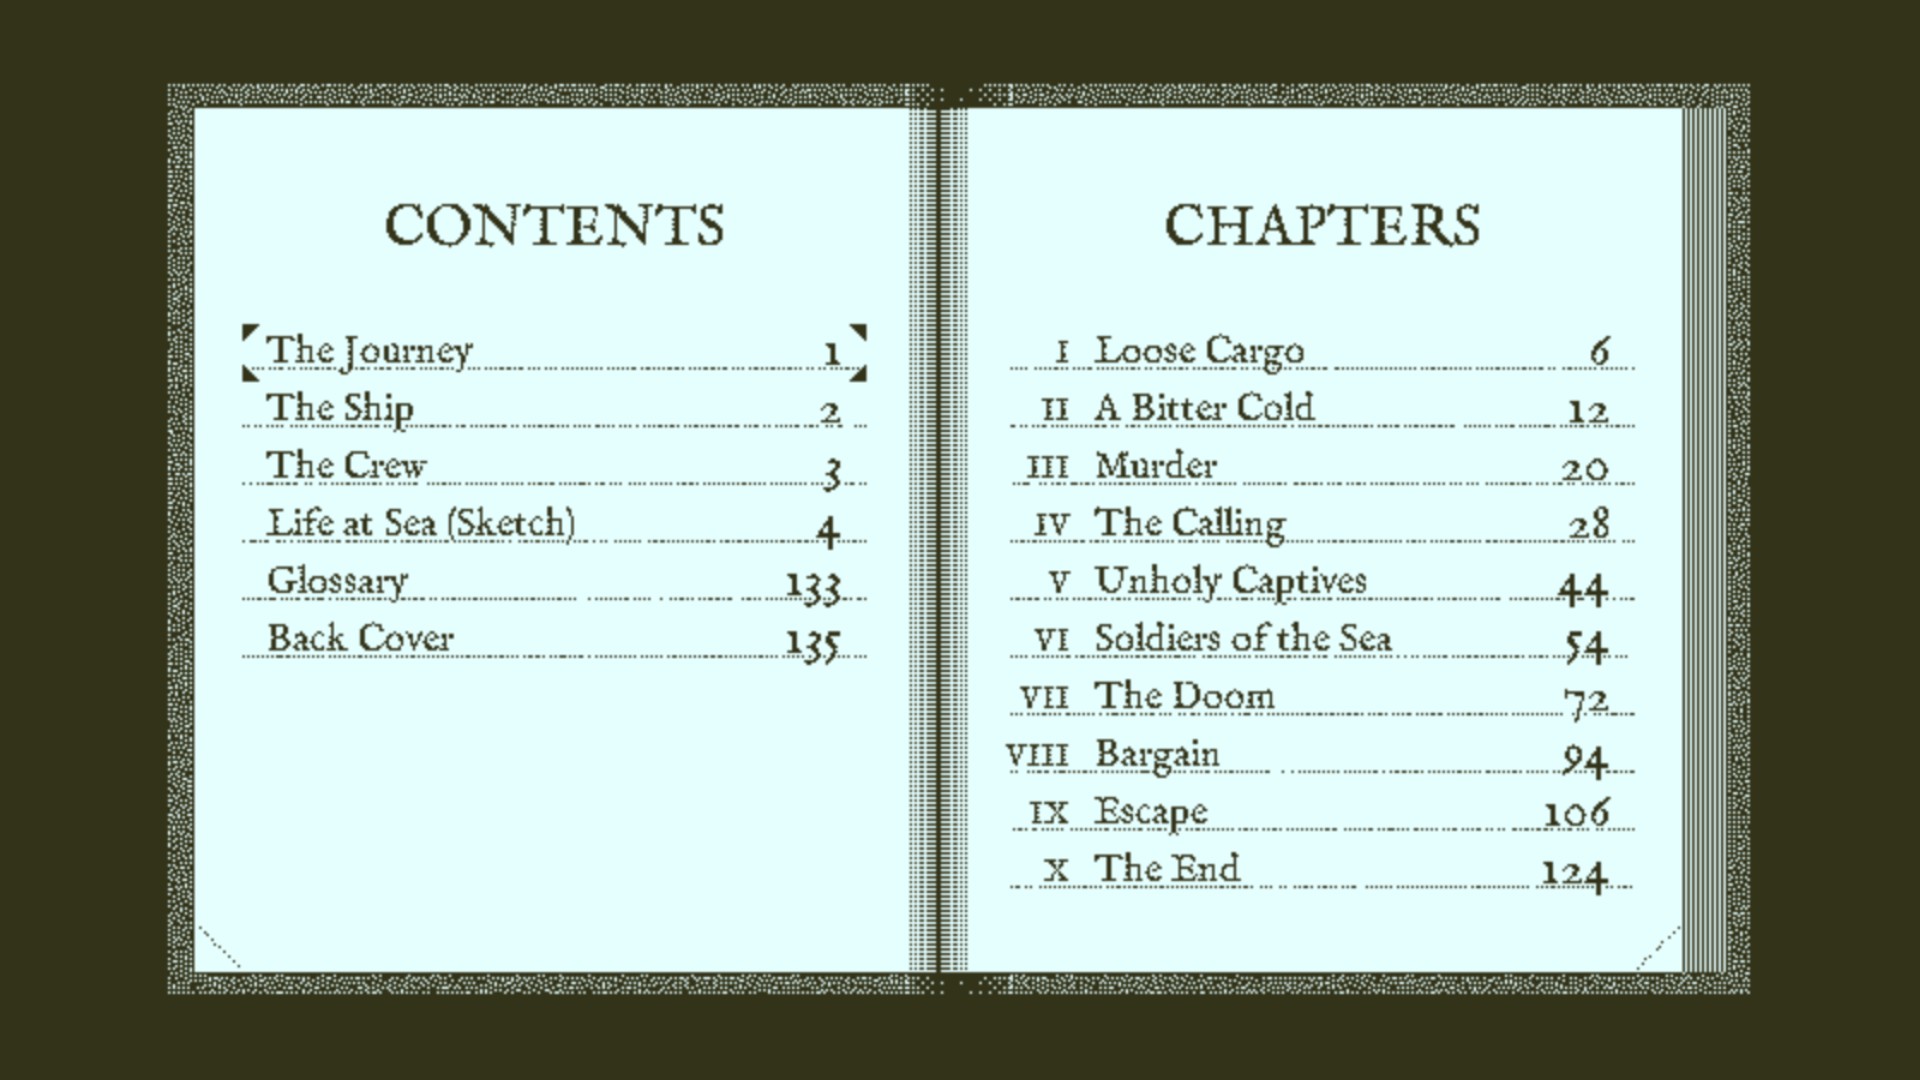 CONTENTS
The Journey 1
The Ship 2
The Crew 3
Life at Sea (Sketch) 4
Glossary 133
Back Cover 135
CHAPTERS
I Loose Cargo 6
II A Bitter Cold 12
III Murder 20
IV The Calling 28
V Unholy Captives 44
VI Soldiers of the Sea 54
VII The Doom 72
VIII Bargain 94
IX Escape 106
X The End 124